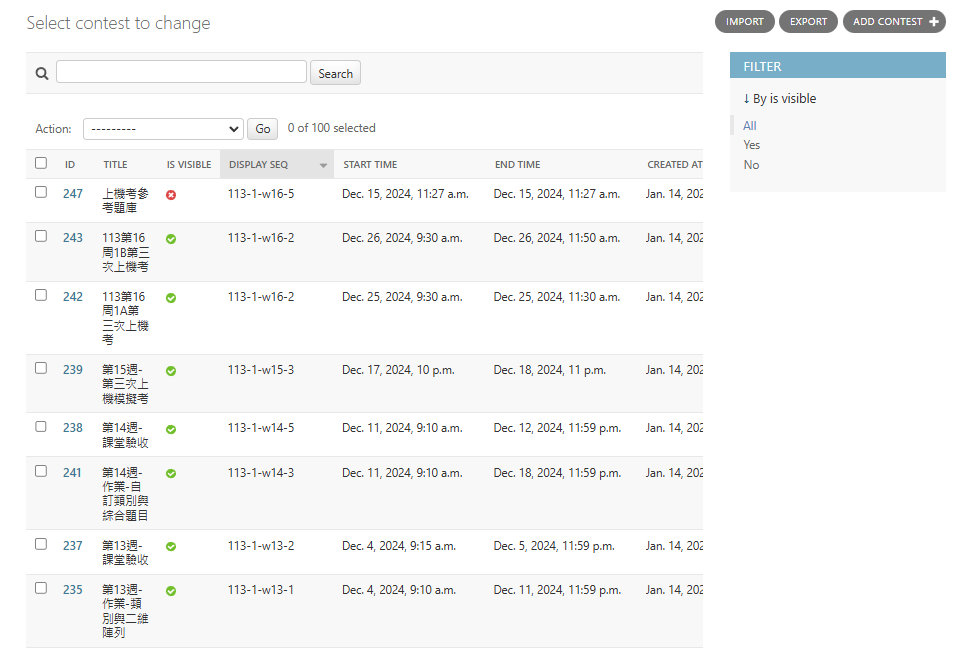 Select contest to change
IMPORT EXPORT ADD CONTEST
Search
FILTER
↓ By is visible
All
Yes
No
Action: --------- Go 0 of 100 selected
ID TITLE IS VISIBLE DISPLAY SEQ START TIME END TIME CREATED AT
247 上機考參 113-1-w16-5 Dec. 15, 2024, 11:27 a.m. Dec. 15, 2024, 11:27 a.m. Jan. 14, 202
考題庫
243 113第16 113-1-w16-2 Dec. 26, 2024, 9:30 a.m. Dec. 26, 2024, 11:50 a.m. Jan. 14, 202
周1B第三
次上機考
242 113第16 113-1-w16-2 Dec. 25, 2024, 9:30 a.m. Dec. 25, 2024, 11:30 a.m. Jan. 14, 202
周1A第
三次上機
考
239 第15週- 113-1-w15-3 Dec. 17, 2024, 10 p.m. Dec. 18, 2024, 11 p.m. Jan. 14, 202
第三次上
機模擬考
238 第14週- 113-1-w14-5 Dec. 11, 2024, 9:10 a.m. Dec. 12, 2024, 11:59 p.m. Jan. 14, 202
課堂驗收
241 第14週- 113-1-w14-3 Dec. 11, 2024, 9:10 a.m. Dec. 18, 2024, 11:59 p.m. Jan. 14, 202
作業-自
訂類別與
綜合題目
237 第13週- 113-1-w13-2 Dec. 4, 2024, 9:15 a.m. Dec. 5, 2024, 11:59 p.m. Jan. 14, 202
課堂驗收
235 第13週- 113-1-w13-1 Dec. 4, 2024, 9:10 a.m. Dec. 11, 2024, 11:59 p.m. Jan. 14, 202
作業-類
別與二維
陣列